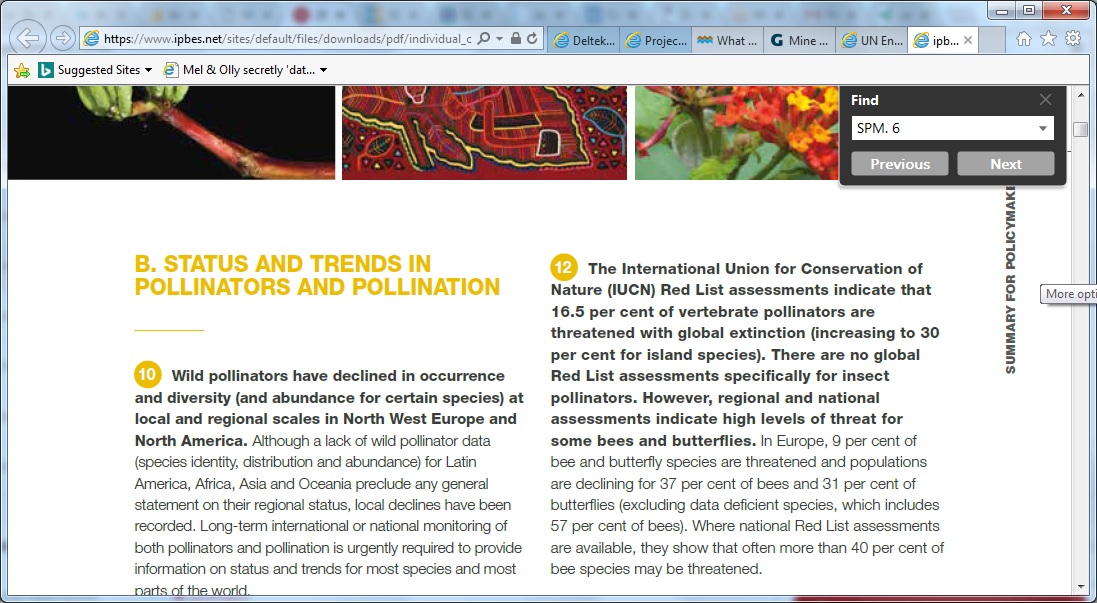 https://www.ipbes.net/sites/default/files/downloads/pdf/individual_c
Deltek...
Projec...
What ...
Mine ...
UN En...
ipb...
Suggested Sites
Mel & Olly secretly 'dat...
Find
SPM. 6
Previous
Next
SUMMARY FOR POLICYMAKE
More opti
B. STATUS AND TRENDS IN
POLLINATORS AND POLLINATION
10 Wild pollinators have declined in occurrence
and diversity (and abundance for certain species) at
local and regional scales in North West Europe and
North America. Although a lack of wild pollinator data
(species identity, distribution and abundance) for Latin
America, Africa, Asia and Oceania preclude any general
statement on their regional status, local declines have been
recorded. Long-term international or national monitoring of
both pollinators and pollination is urgently required to provide
information on status and trends for most species and most
parts of the world.
12 The International Union for Conservation of
Nature (IUCN) Red List assessments indicate that
16.5 per cent of vertebrate pollinators are
threatened with global extinction (increasing to 30
per cent for island species). There are no global
Red List assessments specifically for insect
pollinators. However, regional and national
assessments indicate high levels of threat for
some bees and butterflies. In Europe, 9 per cent of
bee and butterfly species are threatened and populations
are declining for 37 per cent of bees and 31 per cent of
butterflies (excluding data deficient species, which includes
57 per cent of bees). Where national Red List assessments
are available, they show that often more than 40 per cent of
bee species may be threatened.